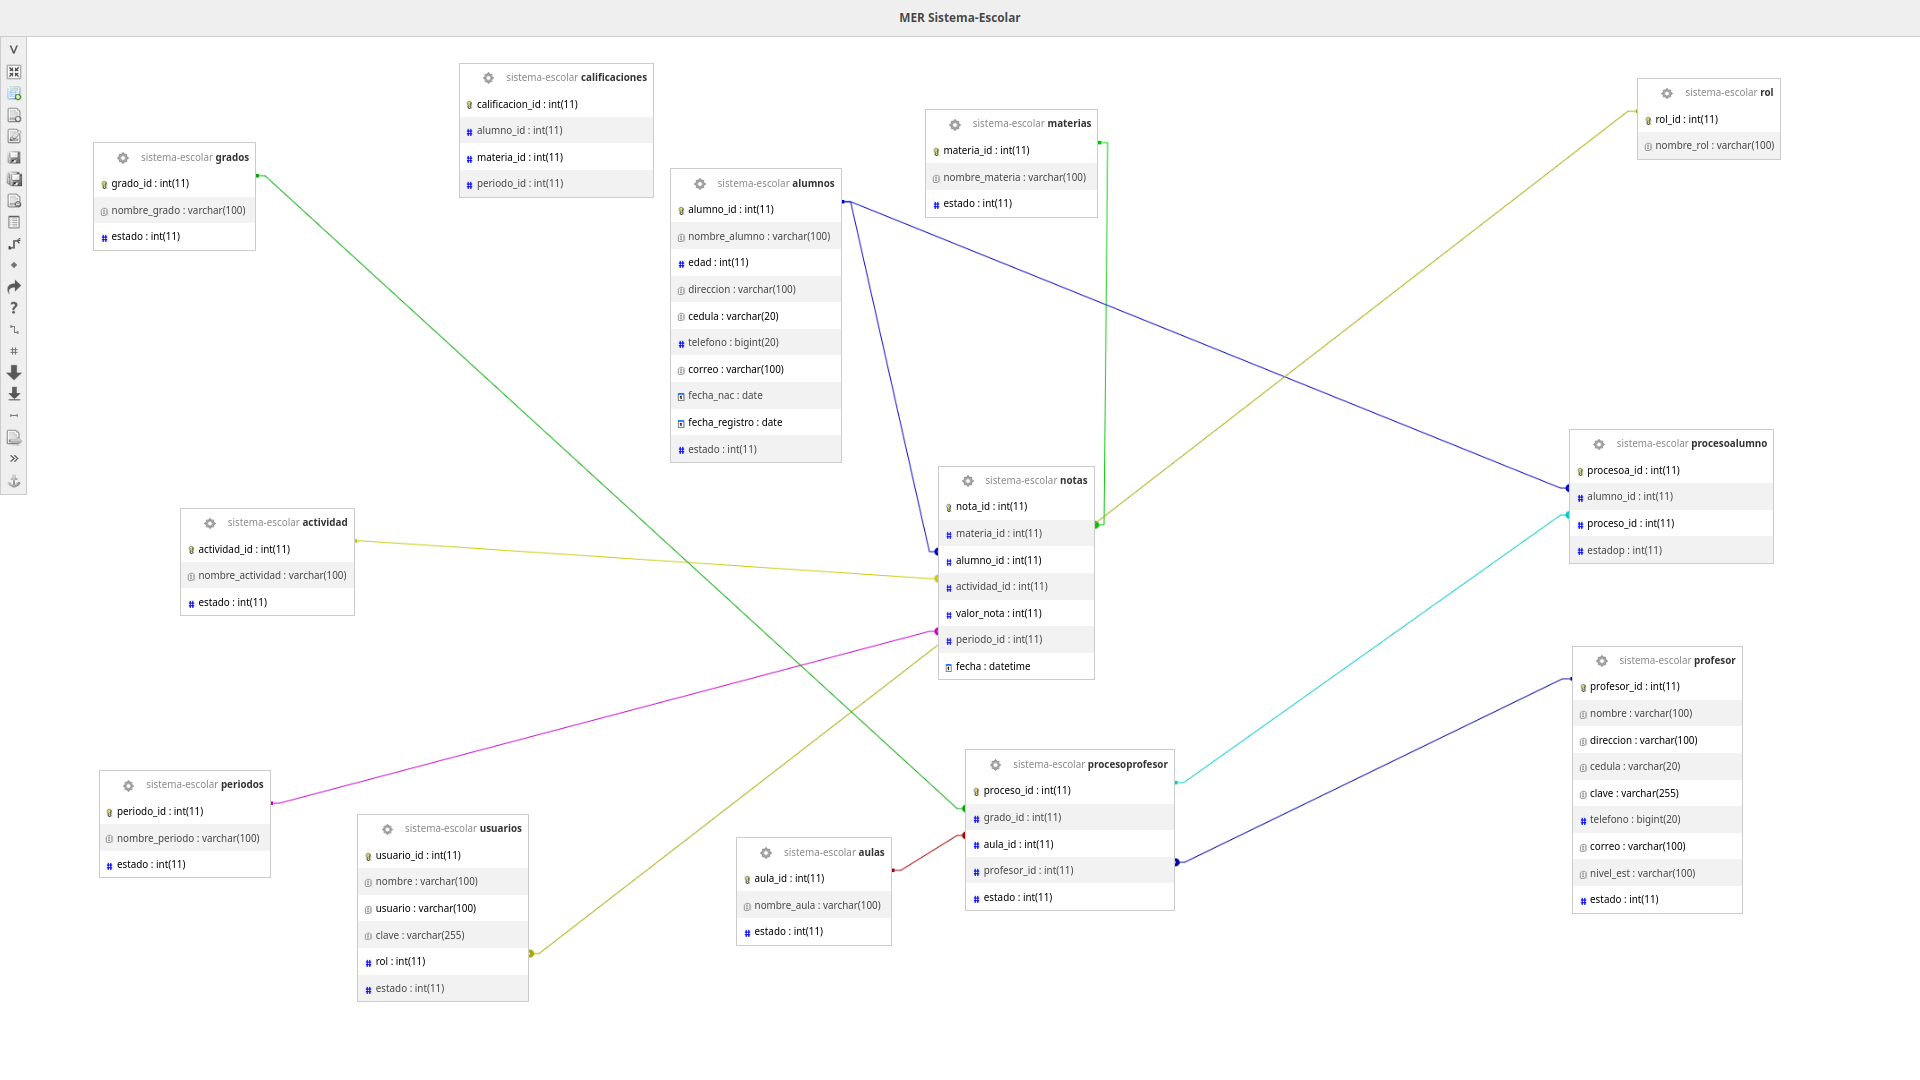 MER Sistema-Escolar
V
?
#
sistema-escolar calificaciones
calificacion_id : int(11)
# alumno_id : int(11)
# materia_id : int(11)
# periodo_id : int(11)
sistema-escolar rol
rol_id : int(11)
nombre_rol : varchar(100)
sistema-escolar materias
materia_id : int(11)
nombre_materia : varchar(100)
# estado : int(11)
sistema-escolar grados
grado_id : int(11)
nombre_grado : varchar(100)
# estado : int(11)
sistema-escolar alumnos
alumno_id : int(11)
nombre_alumno : varchar(100)
# edad : int(11)
direccion : varchar(100)
cedula : varchar(20)
# telefono : bigint(20)
correo : varchar(100)
fecha_nac : date
fecha_registro : date
# estado : int(11)
sistema-escolar procesoalumno
procesoa_id : int(11)
# alumno_id : int(11)
# proceso_id : int(11)
# estadop : int(11)
sistema-escolar notas
nota_id : int(11)
# materia_id : int(11)
# alumno_id : int(11)
# actividad_id : int(11)
# valor_nota : int(11)
# periodo_id : int(11)
fecha : datetime
sistema-escolar actividad
actividad_id : int(11)
nombre_actividad : varchar(100)
# estado : int(11)
sistema-escolar profesor
profesor_id : int(11)
nombre : varchar(100)
direccion : varchar(100)
cedula : varchar(20)
clave : varchar(255)
# telefono : bigint(20)
correo : varchar(100)
nivel_est : varchar(100)
# estado : int(11)
sistema-escolar procesoprofesor
proceso_id : int(11)
# grado_id : int(11)
# aula_id : int(11)
# profesor_id : int(11)
# estado : int(11)
sistema-escolar periodos
periodo_id : int(11)
nombre_periodo : varchar(100)
# estado : int(11)
sistema-escolar usuarios
usuario_id : int(11)
nombre : varchar(100)
usuario : varchar(100)
clave : varchar(255)
# rol : int(11)
# estado : int(11)
sistema-escolar aulas
aula_id : int(11)
nombre_aula : varchar(100)
# estado : int(11)